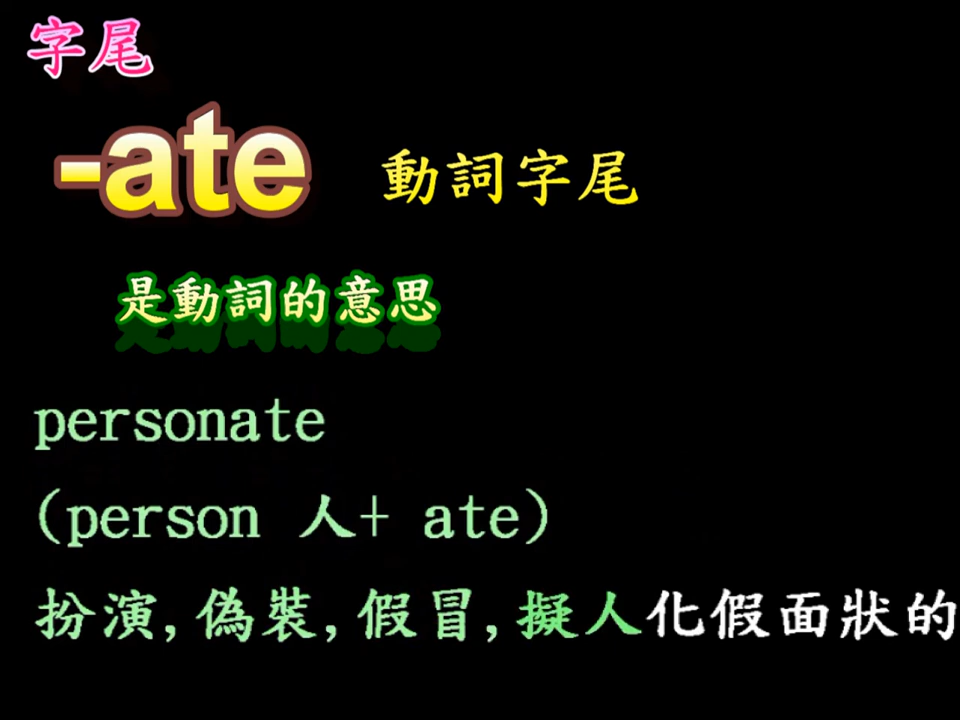 字尾
-ate 動詞字尾
是動詞的意思
personate
(person 人+ ate)
扮演,偽裝,假冒,擬人化假面狀的